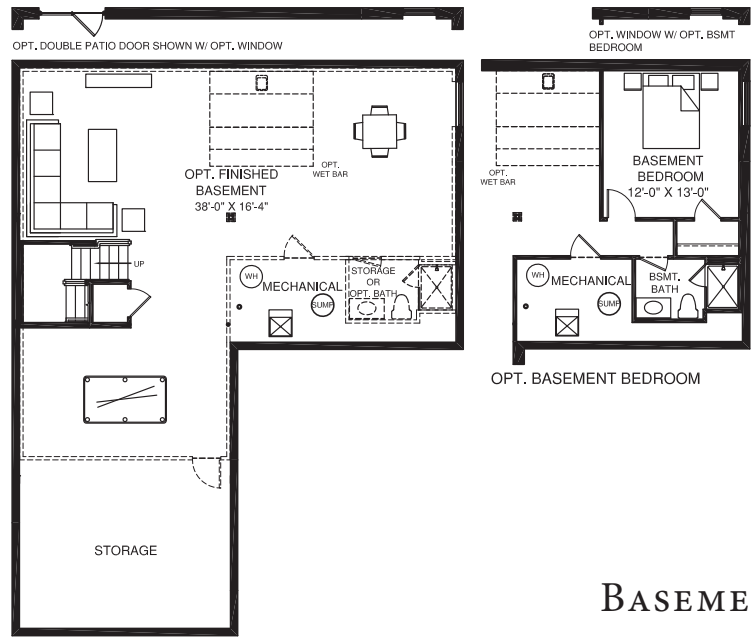 OPT. DOUBLE PATIO DOOR SHOWN W/ OPT. WINDOW
OPT. FINISHED
BASEMENT
38'-0" X 16'-4"
OPT.
WET BAR
UP
WH
MECHANICAL
SUMP
STORAGE
OR
OPT. BATH
STORAGE
OPT. WINDOW W/ OPT. BSMT
BEDROOM
OPT.
WET BAR
BASEMENT
BEDROOM
12'-0" X 13'-0"
WH
MECHANICAL
SUMP
BSMT.
BATH
OPT. BASEMENT BEDROOM
BASEME